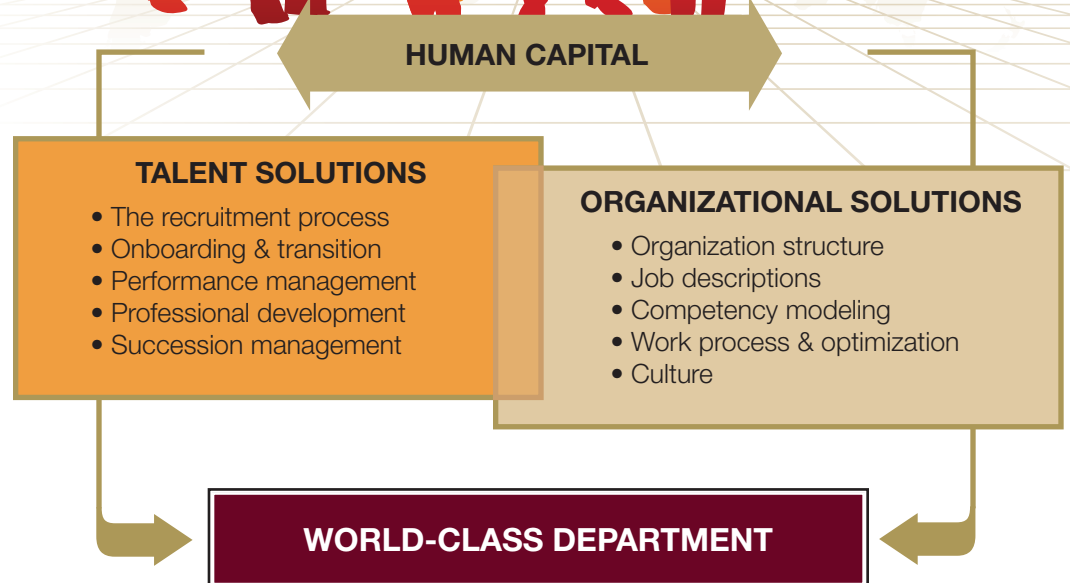 HUMAN CAPITAL
TALENT SOLUTIONS
• The recruitment process
• Onboarding & transition
• Performance management
• Professional development
• Succession management
ORGANIZATIONAL SOLUTIONS
• Organization structure
• Job descriptions
• Competency modeling
• Work process & optimization
• Culture
WORLD-CLASS DEPARTMENT